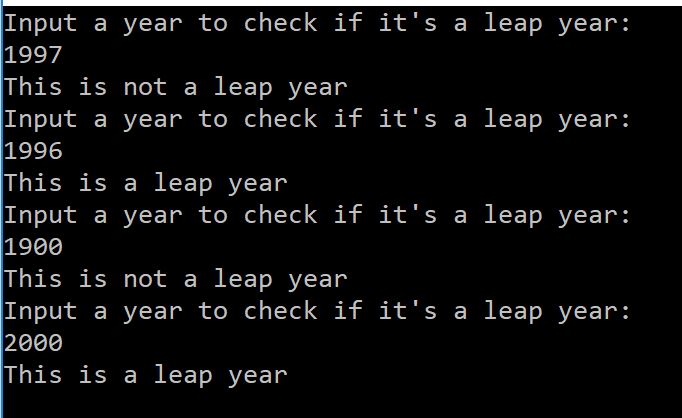 Input a year to check if it's a leap year:
1997
This is not a leap year
Input a year to check if it's a leap year:
1996
This is a leap year
Input a year to check if it's a leap year:
1900
This is not a leap year
Input a year to check if it's a leap year:
2000
This is a leap year